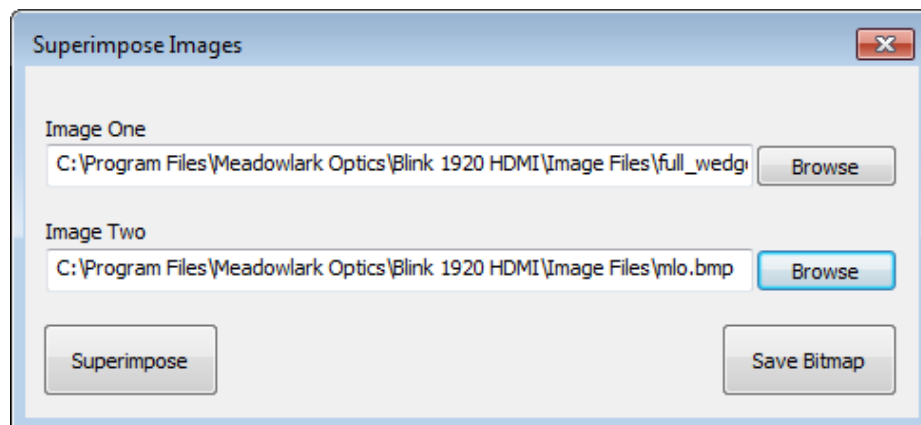 Superimpose Images
Image One
C:\Program Files\Meadowlark Optics\Blink 1920 HDMI\Image Files\full_wedge
Browse
Image Two
C:\Program Files\Meadowlark Optics\Blink 1920 HDMI\Image Files\mlo.bmp
Browse
Superimpose
Save Bitmap